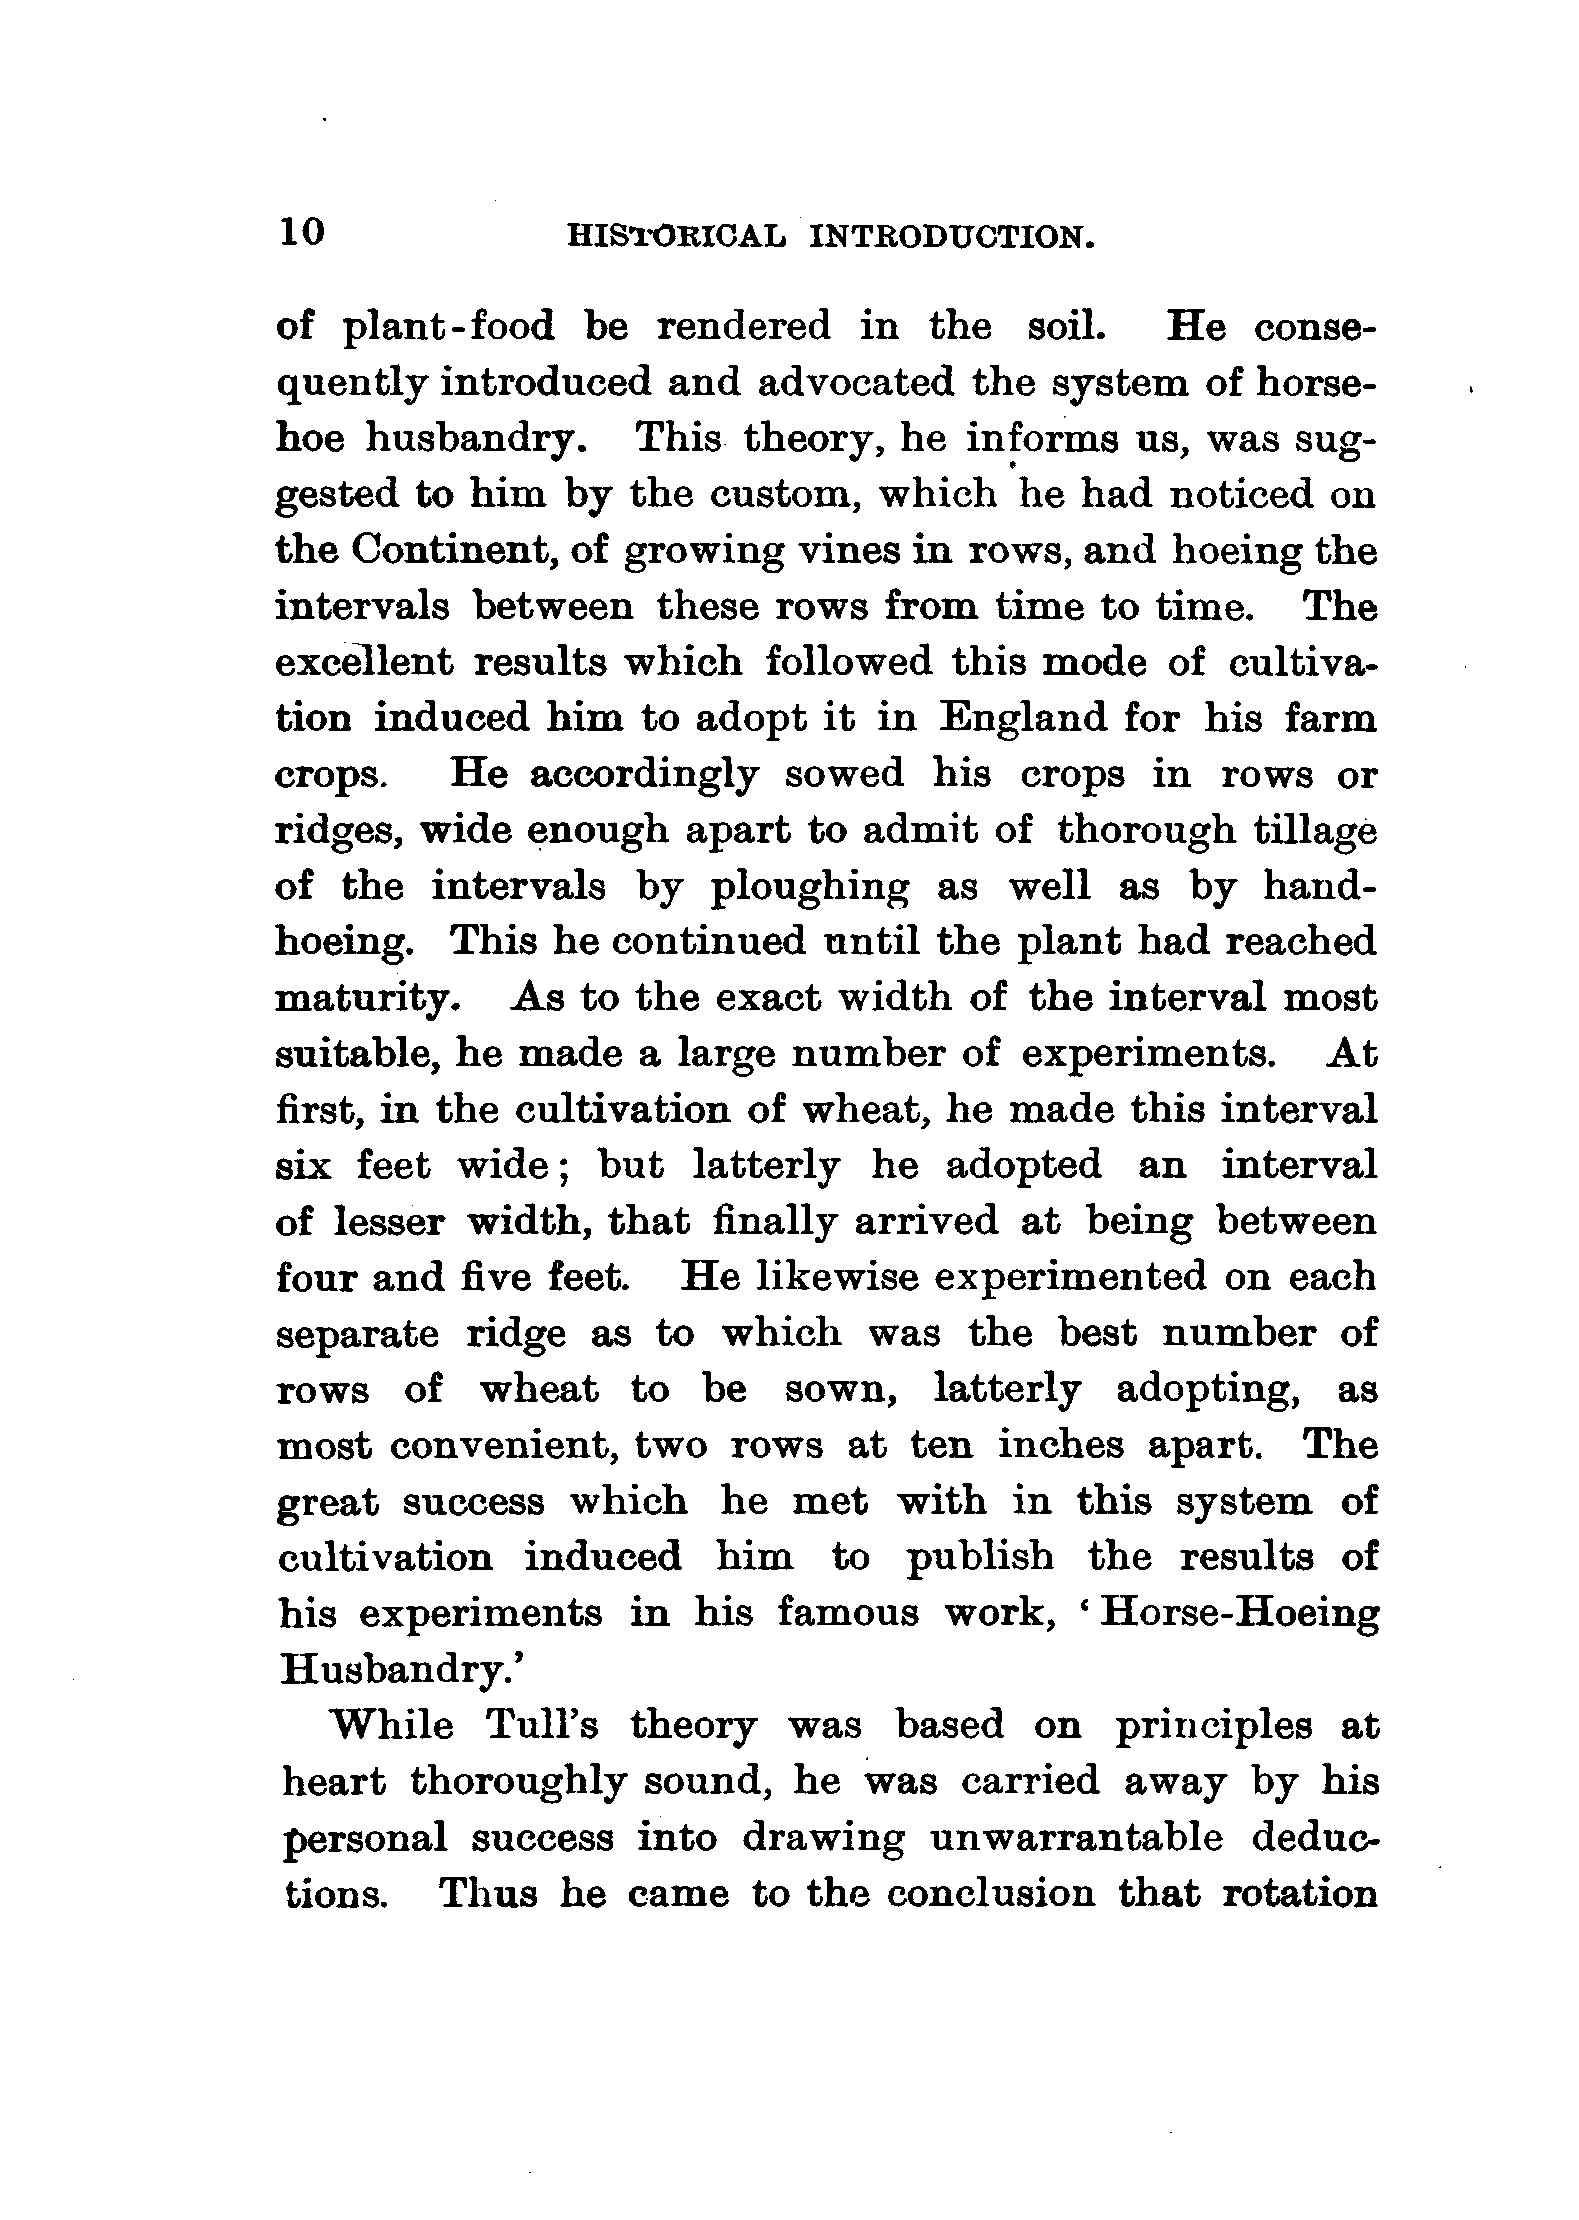 10 HISTORICAL INTRODUCTION.
of plant-food be rendered in the soil. He conse-
quently introduced and advocated the system of horse-
hoe husbandry. This theory, he informs us, was sug-
gested to him by the custom, which he had noticed on
the Continent, of growing vines in rows, and hoeing the
intervals between these rows from time to time. The
excellent results which followed this mode of cultiva-
tion induced him to adopt it in England for his farm
crops. He accordingly sowed his crops in rows or
ridges, wide enough apart to admit of thorough tillage
of the intervals by ploughing as well as by hand-
hoeing. This he continued until the plant had reached
maturity. As to the exact width of the interval most
suitable, he made a large number of experiments. At
first, in the cultivation of wheat, he made this interval
six feet wide; but latterly he adopted an interval
of lesser width, that finally arrived at being between
four and five feet. He likewise experimented on each
separate ridge as to which was the best number of
rows of wheat to be sown, latterly adopting, as
most convenient, two rows at ten inches apart. The
great success which he met with in this system of
cultivation induced him to publish the results of
his experiments in his famous work, ‘Horse-Hoeing
Husbandry.’
While Tull’s theory was based on principles at
heart thoroughly sound, he was carried away by his
personal success into drawing unwarrantable deduc-
tions. Thus he came to the conclusion that rotation